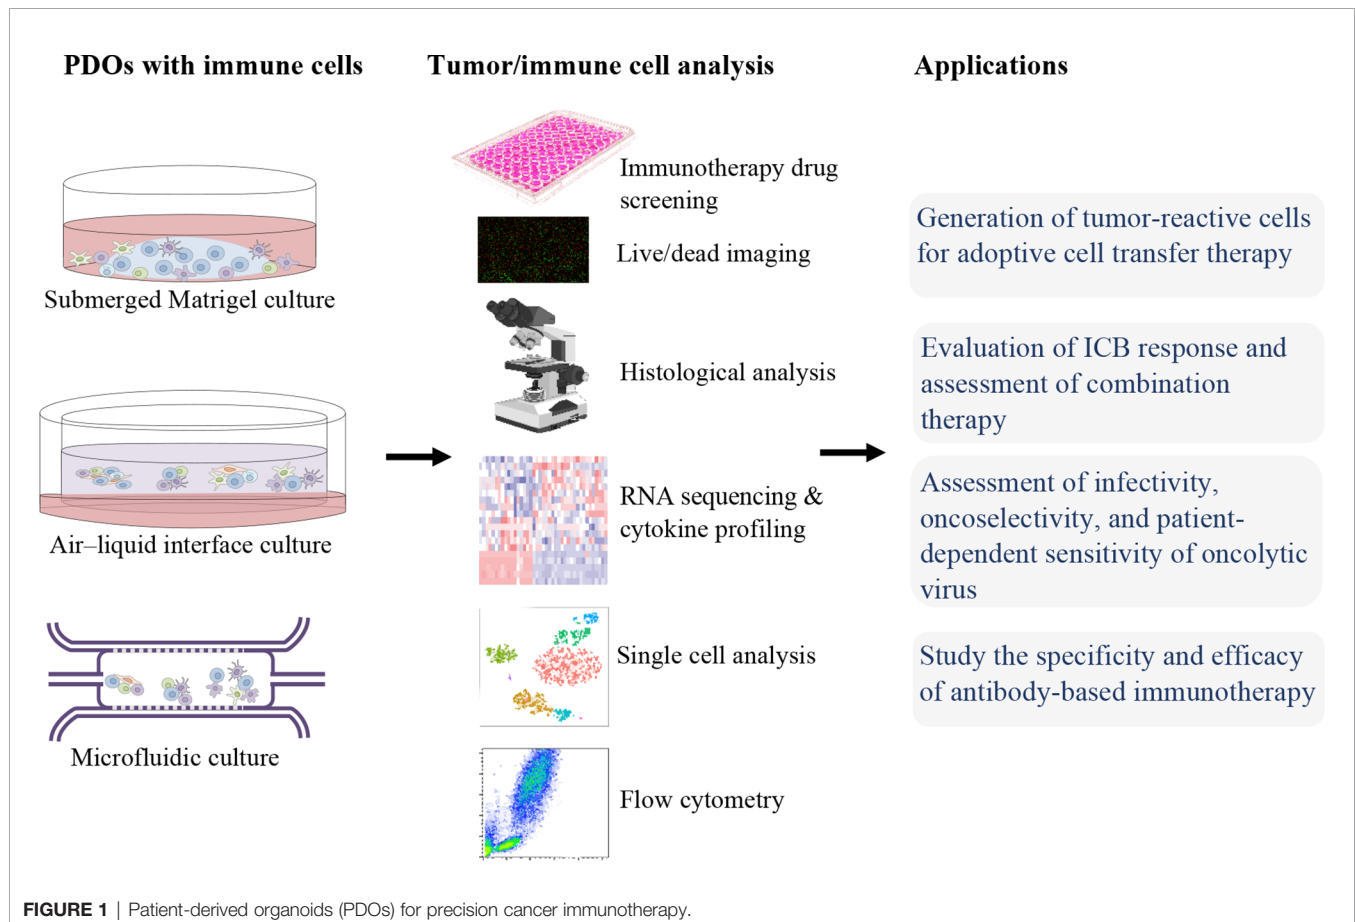 PDOs with immune cells
Submerged Matrigel culture
Air–liquid interface culture
Microfluidic culture
Tumor/immune cell analysis
Immunotherapy drug
screening
Live/dead imaging
Histological analysis
RNA sequencing &
cytokine profiling
Single cell analysis
Flow cytometry
Applications
Generation of tumor-reactive cells
for adoptive cell transfer therapy
Evaluation of ICB response and
assessment of combination
therapy
Assessment of infectivity,
oncoselectivity, and patient-
dependent sensitivity of oncolytic
virus
Study the specificity and efficacy
of antibody-based immunotherapy
FIGURE 1 | Patient-derived organoids (PDOs) for precision cancer immunotherapy.